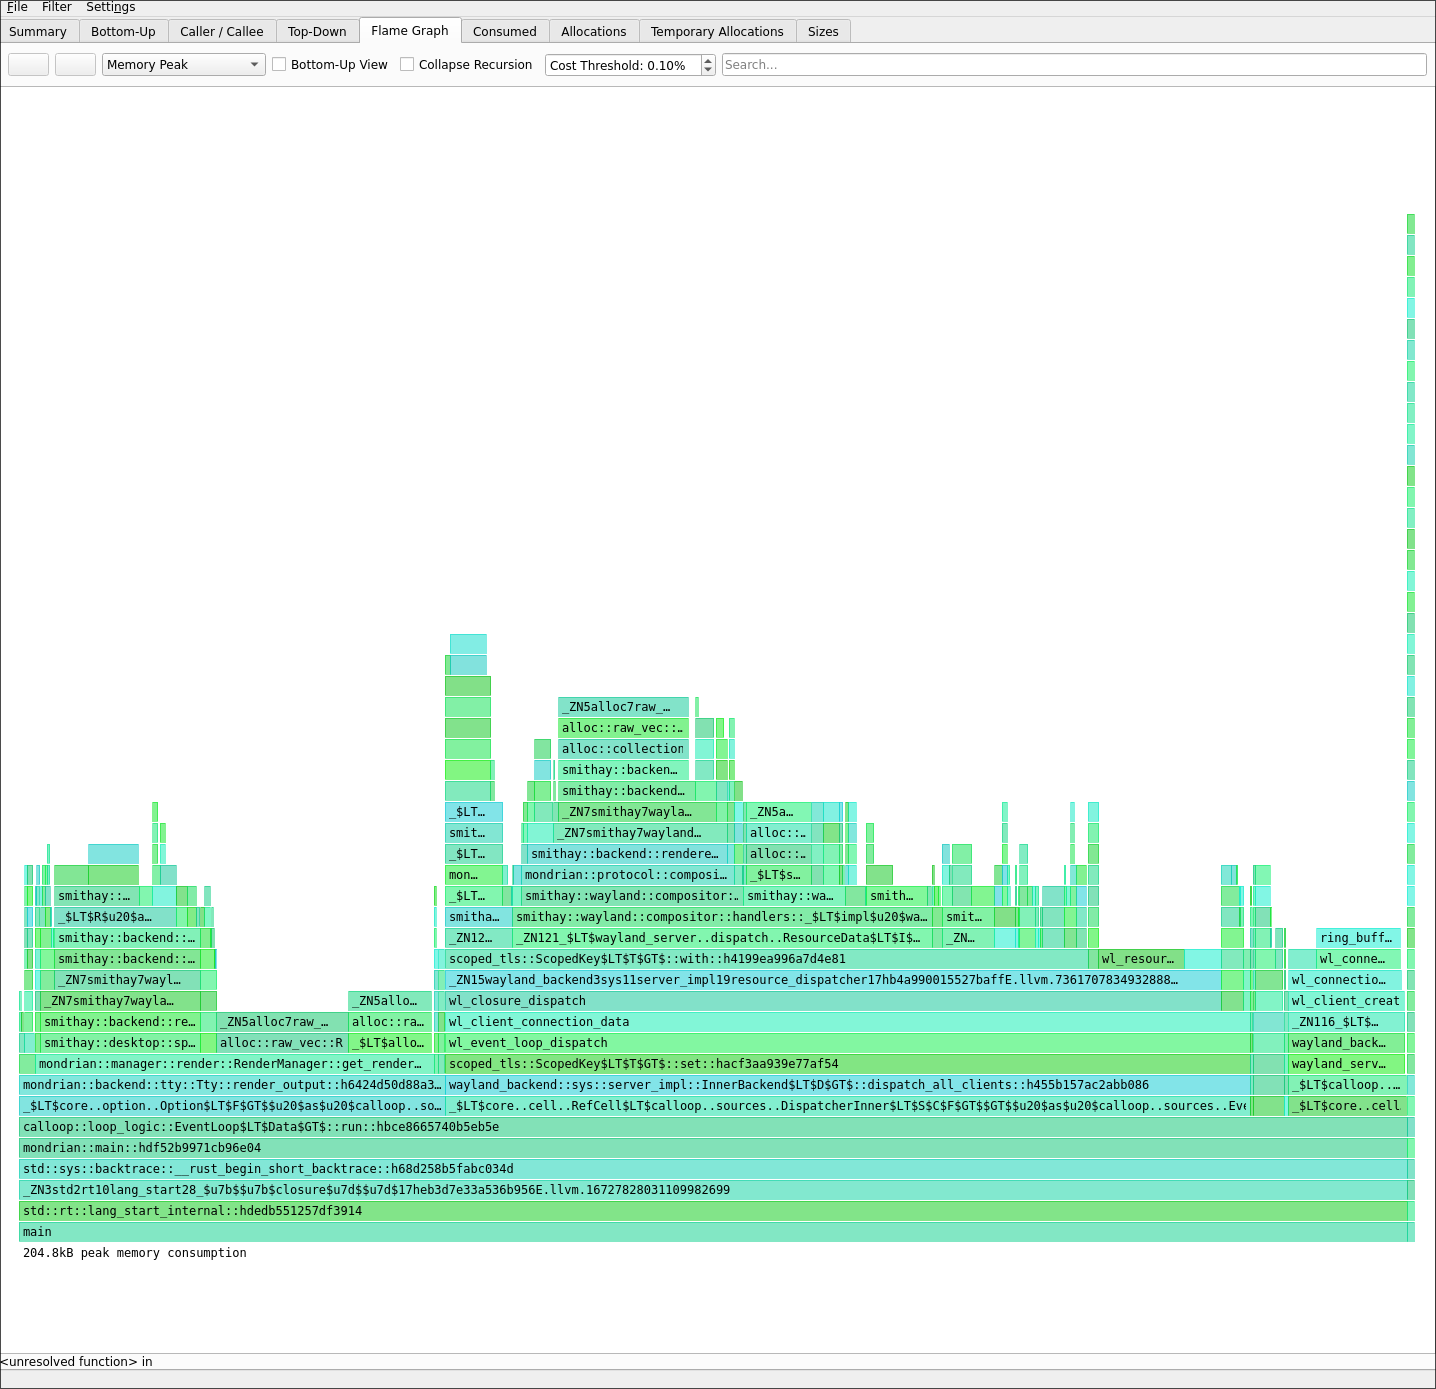 File Filter Settings
Summary Bottom-Up Caller / Callee Top-Down Flame Graph Consumed Allocations Temporary Allocations Sizes
Memory Peak Bottom-Up View Collapse Recursion Cost Threshold: 0.10% Search...
_ZN5alloc7raw_…
alloc::raw_vec::…
alloc::collection
smithay::backen…
smithay::backend…
_$LT… _ZN7smithay7wayla… _ZN5a…
smit… _ZN7smithay7wayland… alloc::…
_$LT… smithay::backend::rendere… alloc::…
mon… mondrian::protocol::composi… _$LT$s…
smithay::… _$LT… smithay::wayland::compositor:… smithay::wa… smith…
_$LT$R$u20$a… smitha… smithay::wayland::compositor::handlers::_$LT$impl$u20$wa… smit…
smithay::backend::… _ZN12… _ZN121_$LT$wayland_server..dispatch..ResourceData$LT$I$… _ZN… ring_buff…
smithay::backend::… scoped_tls::ScopedKey$LT$T$GT$::with::h4199ea996a7d4e81 wl_resour… wl_conne…
_ZN7smithay7wayl… _ZN15wayland_backend3sys11server_impl19resource_dispatcher17hb4a990015527baffE.llvm.7361707834932888… wl_connectio…
_ZN7smithay7wayla… _ZN5allo… wl_closure_dispatch wl_client_creat
smithay::backend::re… _ZN5alloc7raw_… alloc::ra… wl_client_connection_data _ZN116_$LT$…
smithay::desktop::sp… alloc::raw_vec::R _$LT$allo… wl_event_loop_dispatch wayland_back…
mondrian::manager::render::RenderManager::get_render… scoped_tls::ScopedKey$LT$T$GT$::set::hacf3aa939e77af54 wayland_serv…
mondrian::backend::tty::Tty::render_output::h6424d50d88a3… wayland_backend::sys::server_impl::InnerBackend$LT$D$GT$::dispatch_all_clients::h455b157ac2abb086 _$LT$calloop..…
_$LT$core..option..Option$LT$F$GT$$u20$as$u20$calloop..so… _$LT$core..cell..RefCell$LT$calloop..sources..DispatcherInner$LT$S$C$F$GT$$GT$$u20$as$u20$calloop..sources..Eve _$LT$core..cell
calloop::loop_logic::EventLoop$LT$Data$GT$::run::hbce8665740b5eb5e
mondrian::main::hdf52b9971cb96e04
std::sys::backtrace::__rust_begin_short_backtrace::h68d258b5fabc034d
_ZN3std2rt10lang_start28_$u7b$$u7b$closure$u7d$$u7d$17heb3d7e33a536b956E.llvm.16727828031109982699
std::rt::lang_start_internal::hdedb551257df3914
main
204.8kB peak memory consumption
<unresolved function> in